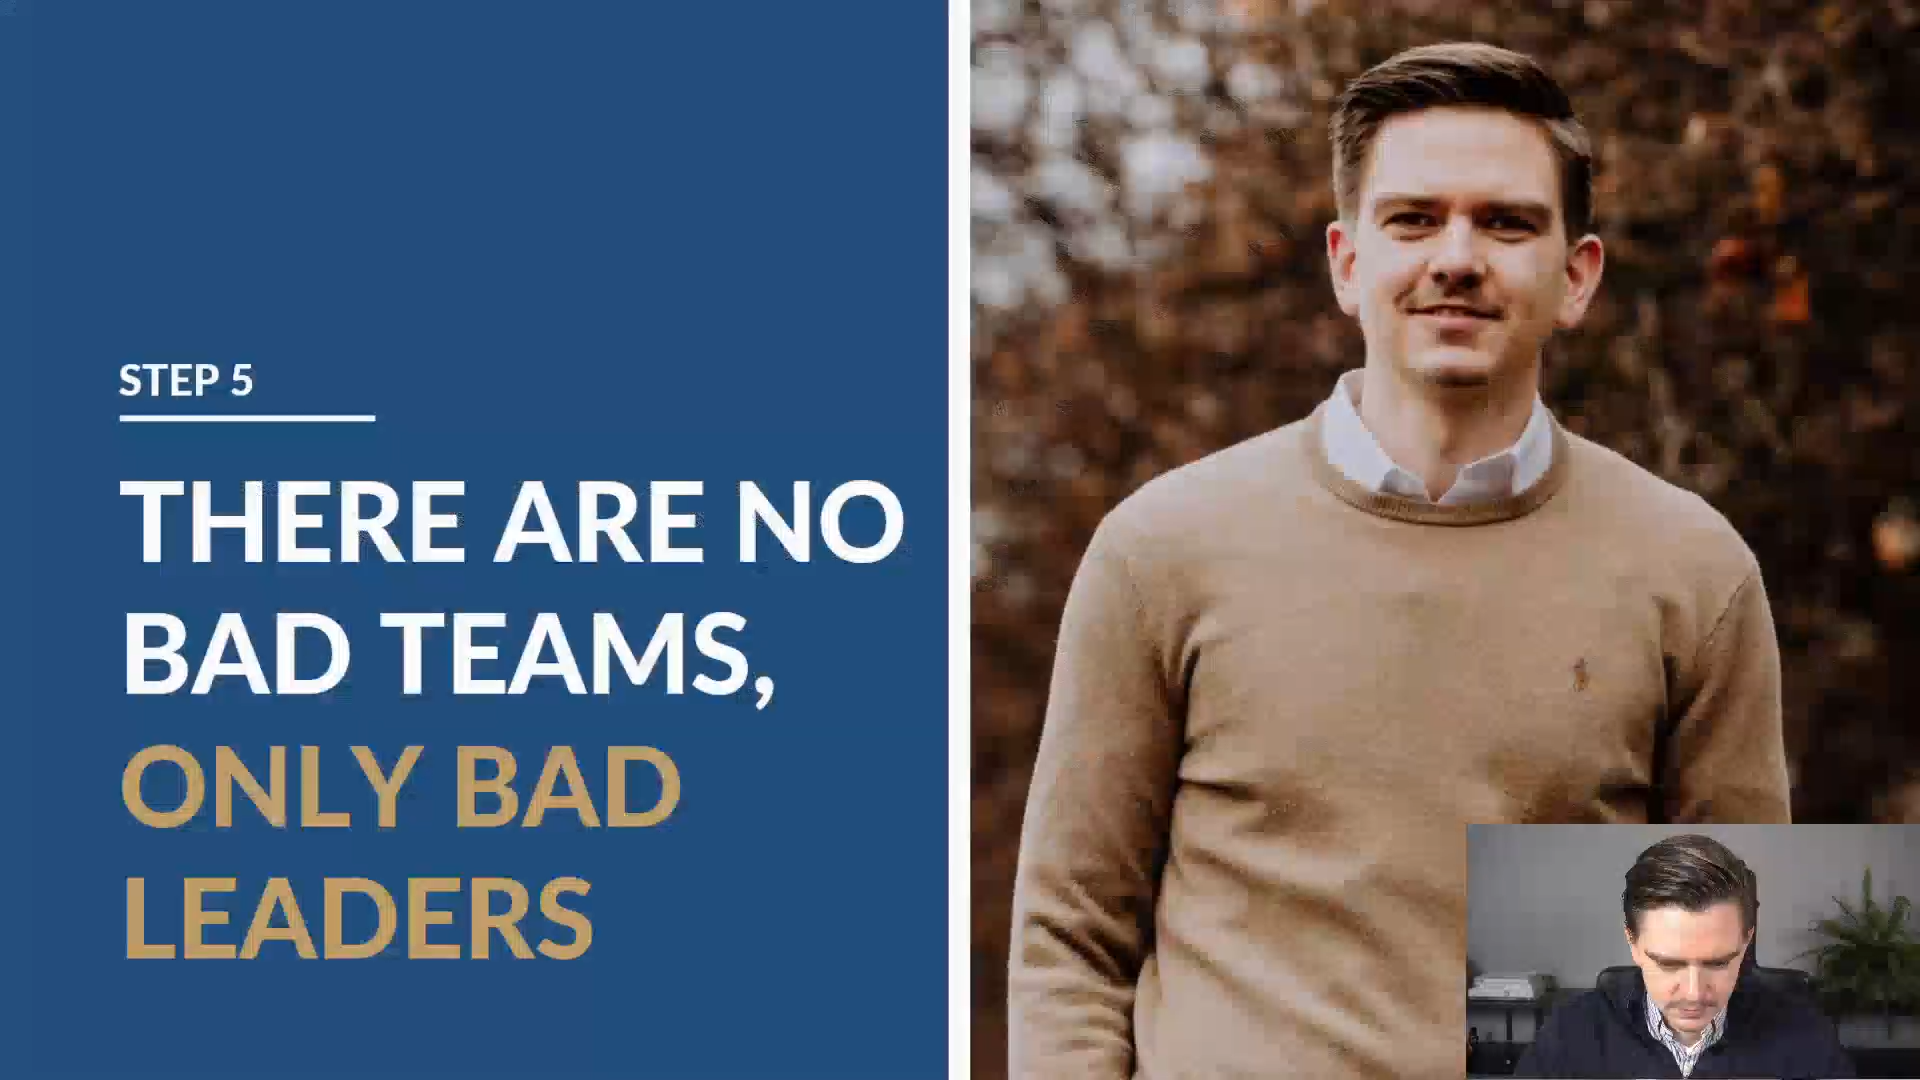 STEP 5
THERE ARE NO
BAD TEAMS,
ONLY BAD
LEADERS